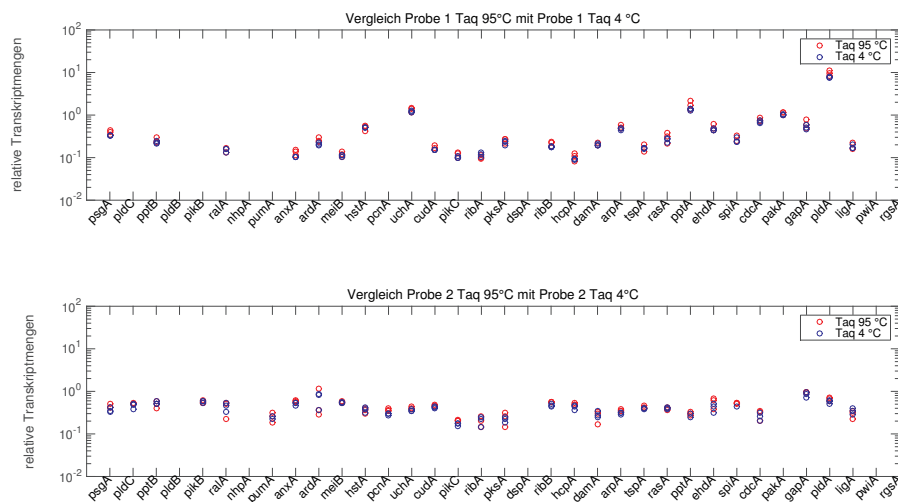 Vergleich Probe 1 Taq 95°C mit Probe 1 Taq 4 °C
relative Transkriptmengen
10^2
10^1
10^0
10^-1
10^-2
Taq 95 °C
Taq 4 °C
psgA pldC pptB pldB pikB ralA nhpA pumA anxA ardA meiB hstA pcnA uchA cudA pikC ribA pksA dspA ribB hcpA damA arpA tspA rasA pptA ehdA spiA cdcA pakA gapA pldA ligA pwiA rgsA
Vergleich Probe 2 Taq 95°C mit Probe 2 Taq 4°C
relative Transkriptmengen
10^2
10^1
10^0
10^-1
10^-2
Taq 95 °C
Taq 4 °C
psgA pldC pptB pldB pikB ralA nhpA pumA anxA ardA meiB hstA pcnA uchA cudA pikC ribA pksA dspA ribB hcpA damA arpA tspA rasA pptA ehdA spiA cdcA pakA gapA pldA ligA pwiA rgsA